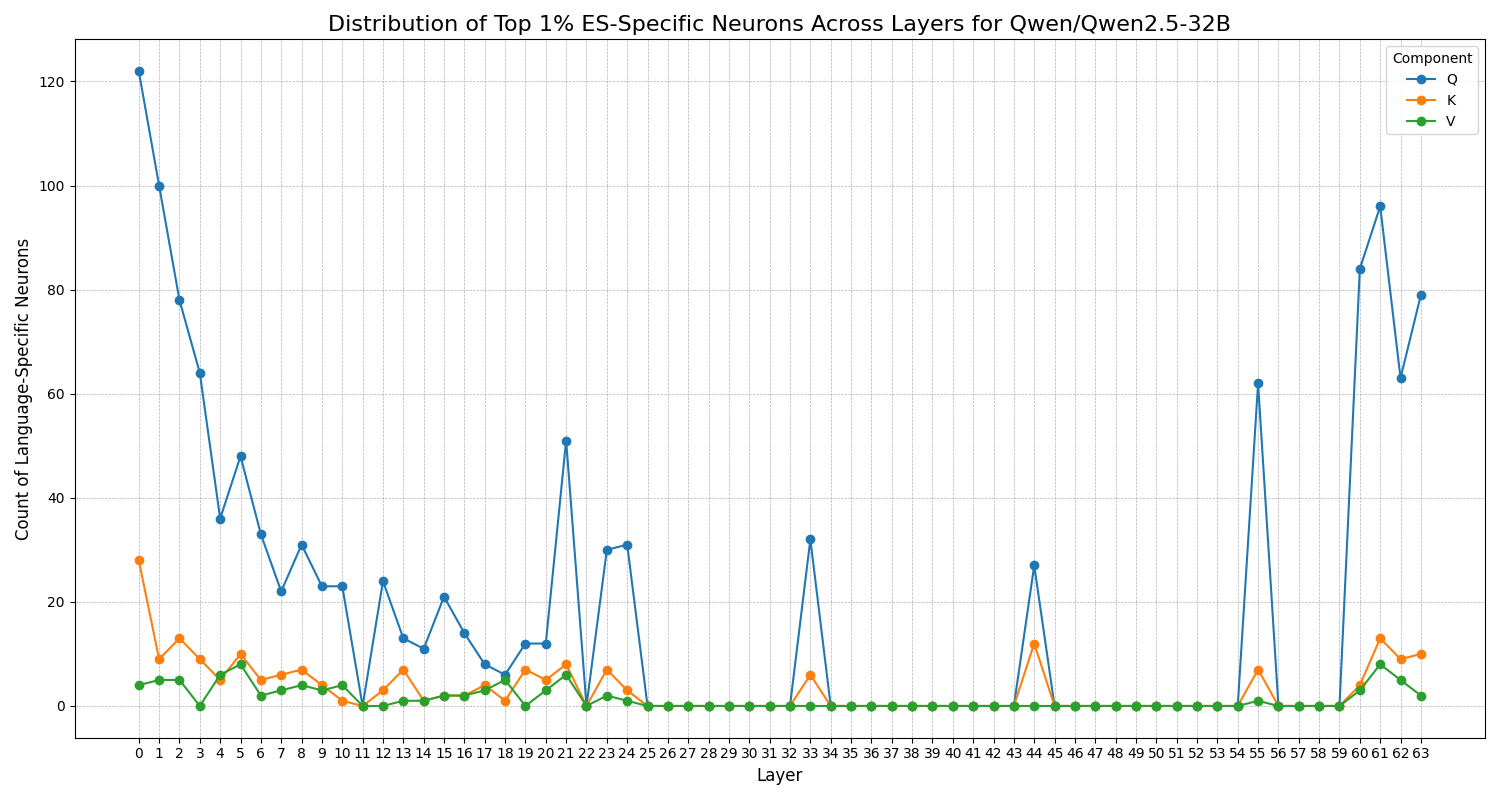 Distribution of Top 1% ES-Specific Neurons Across Layers for Qwen/Qwen2.5-32B
Component
Q
K
V
Count of Language-Specific Neurons
120
100
80
60
40
20
0
0 1 2 3 4 5 6 7 8 9 10 11 12 13 14 15 16 17 18 19 20 21 22 23 24 25 26 27 28 29 30 31 32 33 34 35 36 37 38 39 40 41 42 43 44 45 46 47 48 49 50 51 52 53 54 55 56 57 58 59 60 61 62 63
Layer